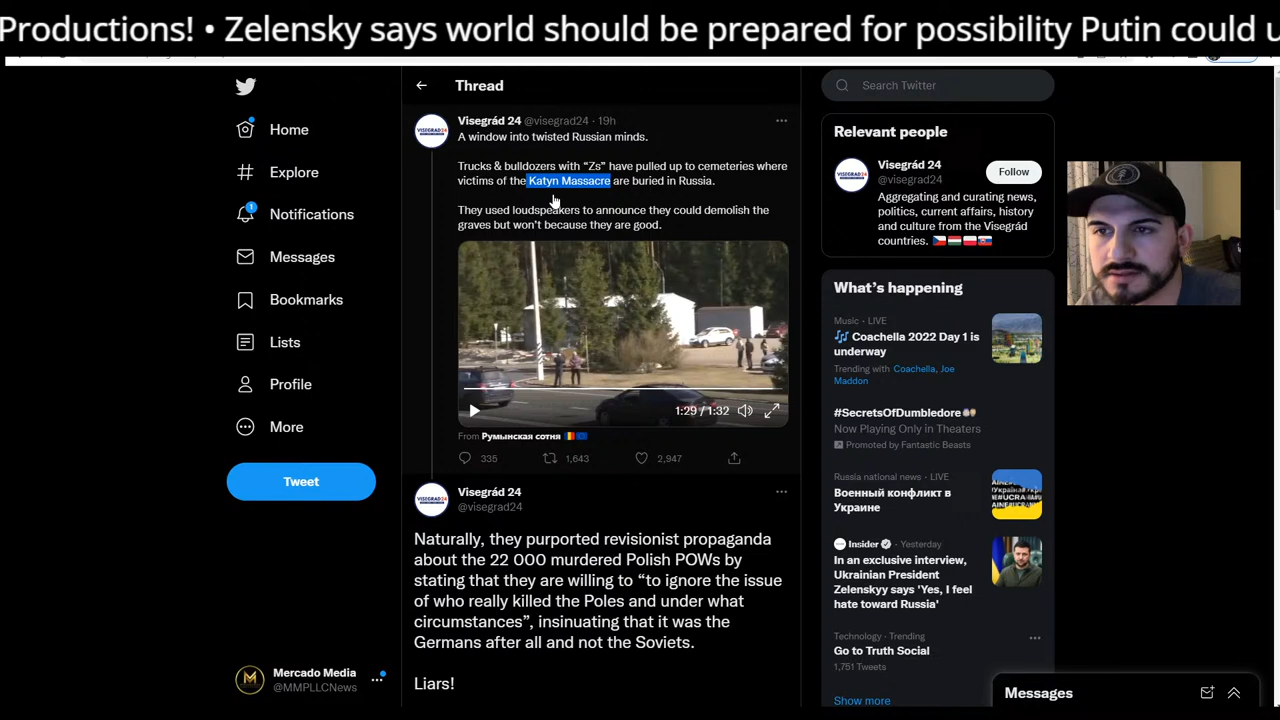 Productions! • Zelensky says world should be prepared for possibility Putin could u
Home
Explore
1
Notifications
Messages
Bookmarks
Lists
Profile
More
Tweet
Mercado Media
@MMPLLCNews
Thread
VISEGRAD24
Visegrád 24 @visegrad24 · 19h
A window into twisted Russian minds.
Trucks & bulldozers with “Zs” have pulled up to cemeteries where
victims of the Katyn Massacre are buried in Russia.
They used loudspeakers to announce they could demolish the
graves but won’t because they are good.
1:29 / 1:32
From Румынская сотня 🇷🇴🇪🇺
335
1,643
2,947
VISEGRAD24
Visegrád 24
@visegrad24
Naturally, they purported revisionist propaganda
about the 22 000 murdered Polish POWs by
stating that they are willing to “to ignore the issue
of who really killed the Poles and under what
circumstances”, insinuating that it was the
Germans after all and not the Soviets.
Liars!
Search Twitter
Relevant people
VISEGRAD24
Visegrád 24
@visegrad24
Follow
Aggregating and curating news,
politics, current affairs, history
and culture from the Visegrád
countries. 🇨🇿🇭🇺🇵🇱🇸🇰
What’s happening
Music · LIVE
🎶 Coachella 2022 Day 1 is
underway
Trending with Coachella, Joe
Maddon
#SecretsOfDumbledore
Now Playing Only in Theaters
Promoted by Fantastic Beasts
Russia national news · LIVE
Военный конфликт в
Украине
Insider · Yesterday
In an exclusive interview,
Ukrainian President
Zelenskyy says 'Yes, I feel
hate toward Russia'
Technology · Trending
Go to Truth Social
1,751 Tweets
Show more
Messages